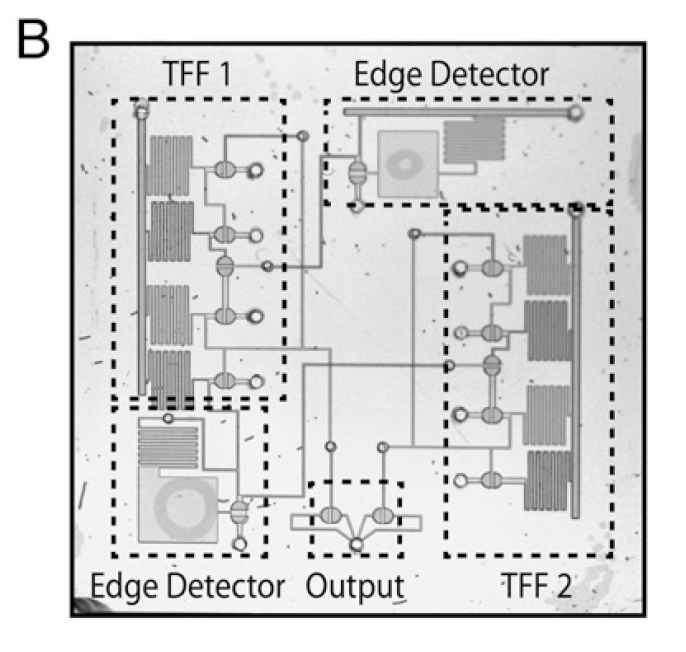 B
TFF 1
Edge Detector
Edge Detector
Output
TFF 2